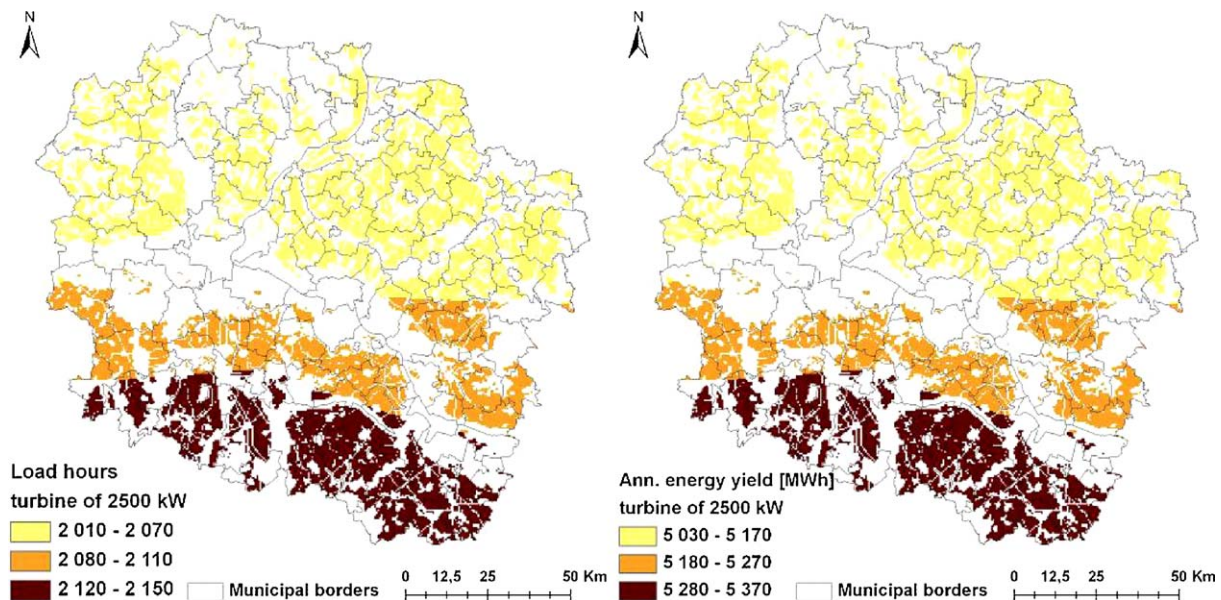 N
Load hours
turbine of 2500 kW
2 010 - 2 070
2 080 - 2 110
2 120 - 2 150
Municipal borders
0 12,5 25 50 Km
N
Ann. energy yield [MWh]
turbine of 2500 kW
5 030 - 5 170
5 180 - 5 270
5 280 - 5 370
Municipal borders
0 12,5 25 50 Km